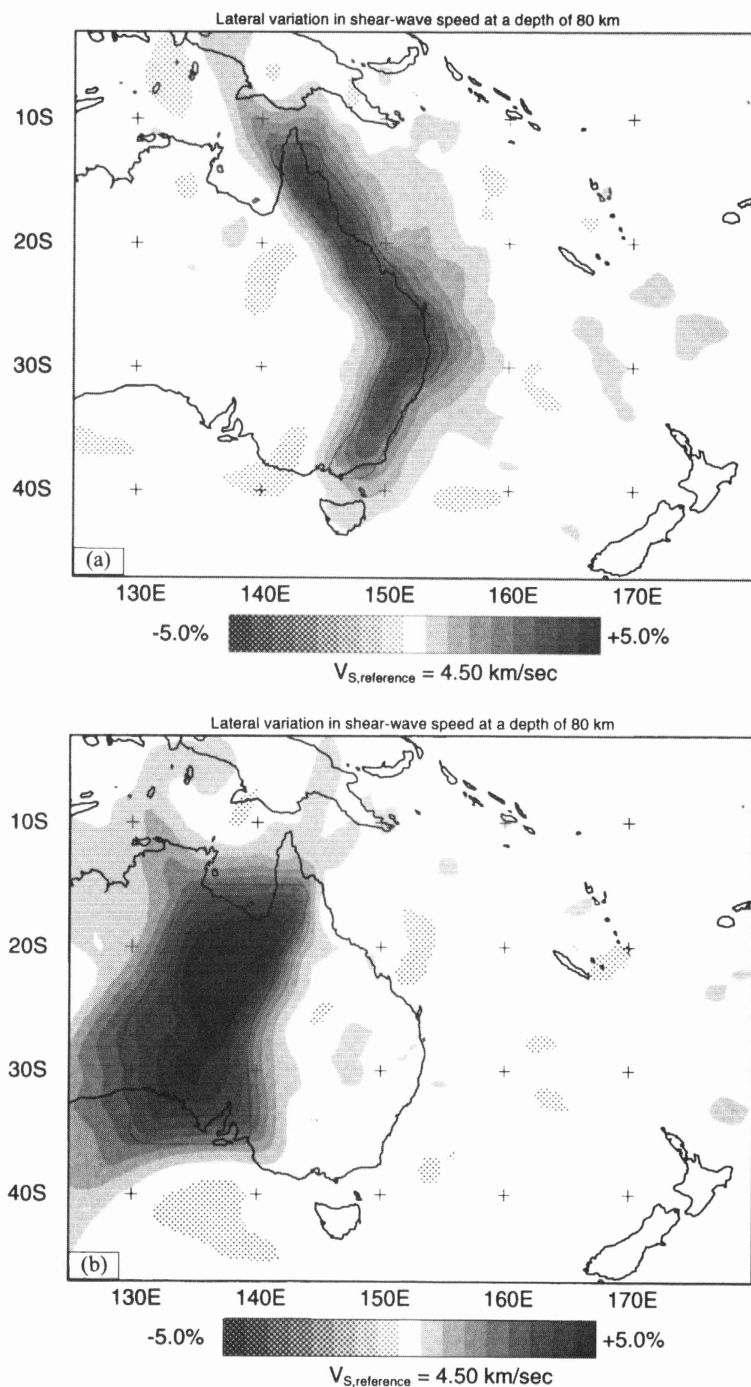 Lateral variation in shear-wave speed at a depth of 80 km
10S
20S
30S
40S
(a)
130E 140E 150E 160E 170E
-5.0% +5.0%
VS,reference = 4.50 km/sec
Lateral variation in shear-wave speed at a depth of 80 km
10S
20S
30S
40S
(b)
130E 140E 150E 160E 170E
-5.0% +5.0%
VS,reference = 4.50 km/sec